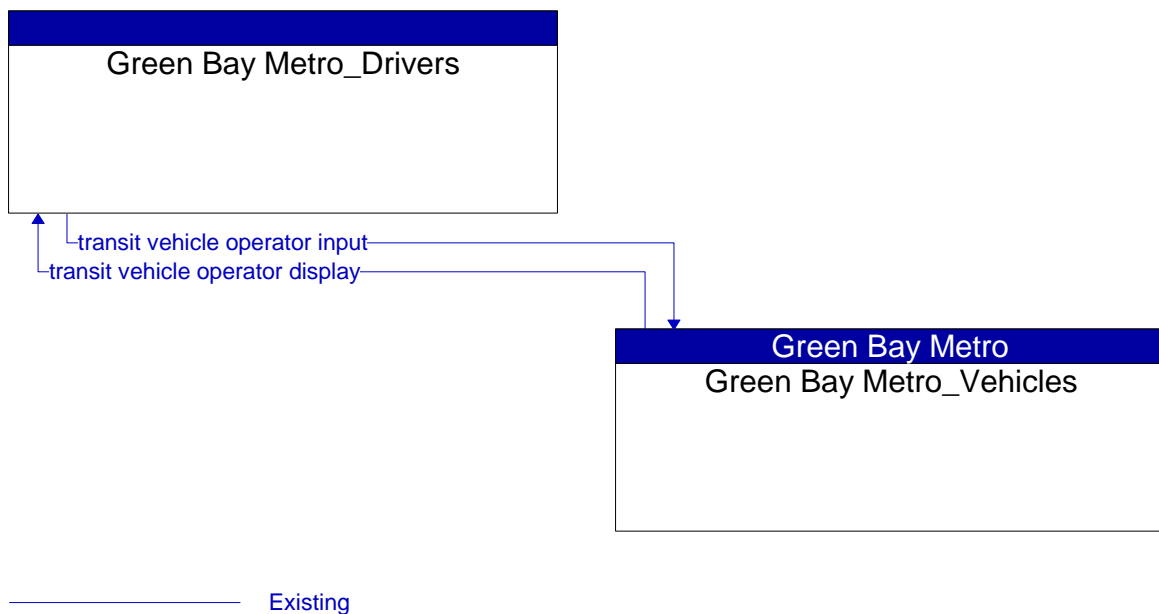 Green Bay Metro_Drivers
transit vehicle operator input
transit vehicle operator display
Green Bay Metro
Green Bay Metro_Vehicles
Existing